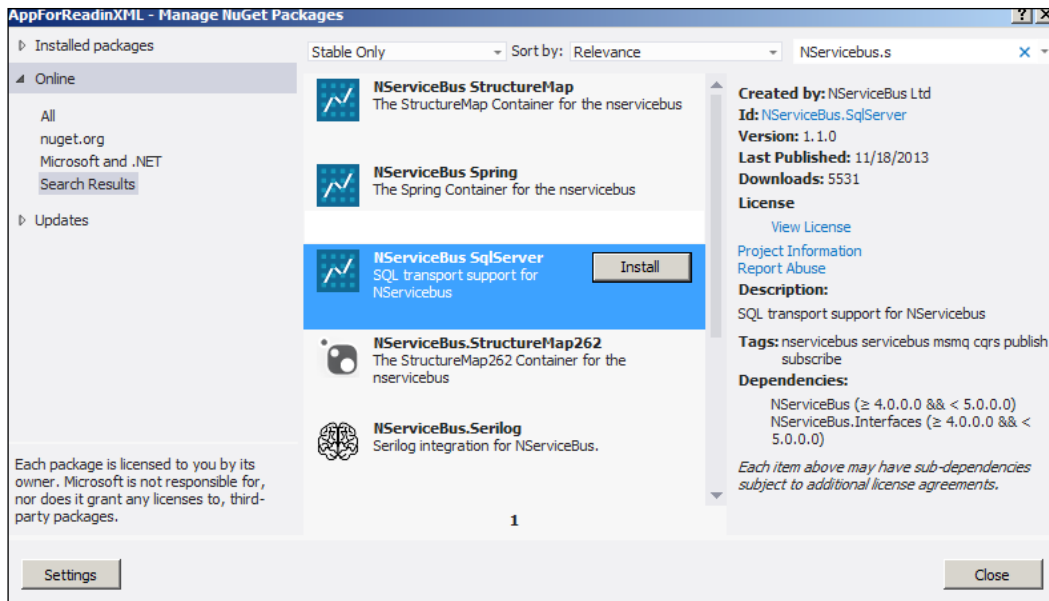 AppForReadinXML - Manage NuGet Packages
? X
Installed packages
Online
All
nuget.org
Microsoft and .NET
Search Results
Updates
Each package is licensed to you by its
owner. Microsoft is not responsible for,
nor does it grant any licenses to, third-
party packages.
Settings
Stable Only
Sort by: Relevance
NServiceBus StructureMap
The StructureMap Container for the nservicebus
NServiceBus Spring
The Spring Container for the nservicebus
NServiceBus SqlServer
SQL transport support for
NServicebus
Install
NServiceBus.StructureMap262
The StructureMap262 Container for the
nservicebus
NServiceBus.Serilog
Serilog integration for NServiceBus.
1
NServicebus.s
Created by: NServiceBus Ltd
Id: NServiceBus.SqlServer
Version: 1.1.0
Last Published: 11/18/2013
Downloads: 5531
License
View License
Project Information
Report Abuse
Description:
SQL transport support for NServicebus
Tags: nservicebus servicebus msmq cqrs publish
subscribe
Dependencies:
NServiceBus (≥ 4.0.0.0 && < 5.0.0.0)
NServiceBus.Interfaces (≥ 4.0.0.0 && <
5.0.0.0)
Each item above may have sub-dependencies
subject to additional license agreements.
Close